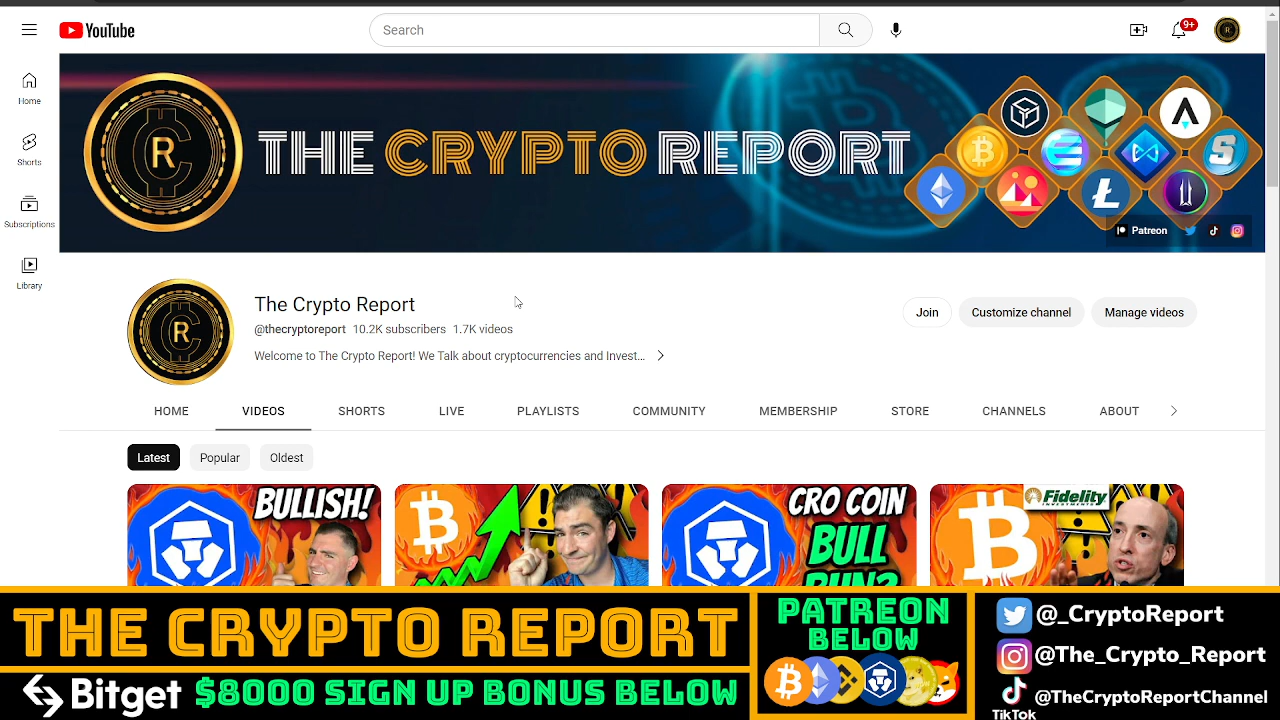 YouTube
Search
9+
Home
Shorts
Subscriptions
Library
R
THE CRYPTO REPORT
Patreon
R
The Crypto Report
@thecryptoreport 10.2K subscribers 1.7K videos
Welcome to The Crypto Report! We Talk about cryptocurrencies and Invest...
Join
Customize channel
Manage videos
HOME
VIDEOS
SHORTS
LIVE
PLAYLISTS
COMMUNITY
MEMBERSHIP
STORE
CHANNELS
ABOUT
Latest
Popular
Oldest
BULLISH!
CRO COIN
BULL
RUN?
Fidelity
INVESTMENTS
THE CRYPTO REPORT
Bitget $8000 SIGN UP BONUS BELOW
PATREON
BELOW
@_CryptoReport
@The_Crypto_Report
@TheCryptoReportChannel
TikTok